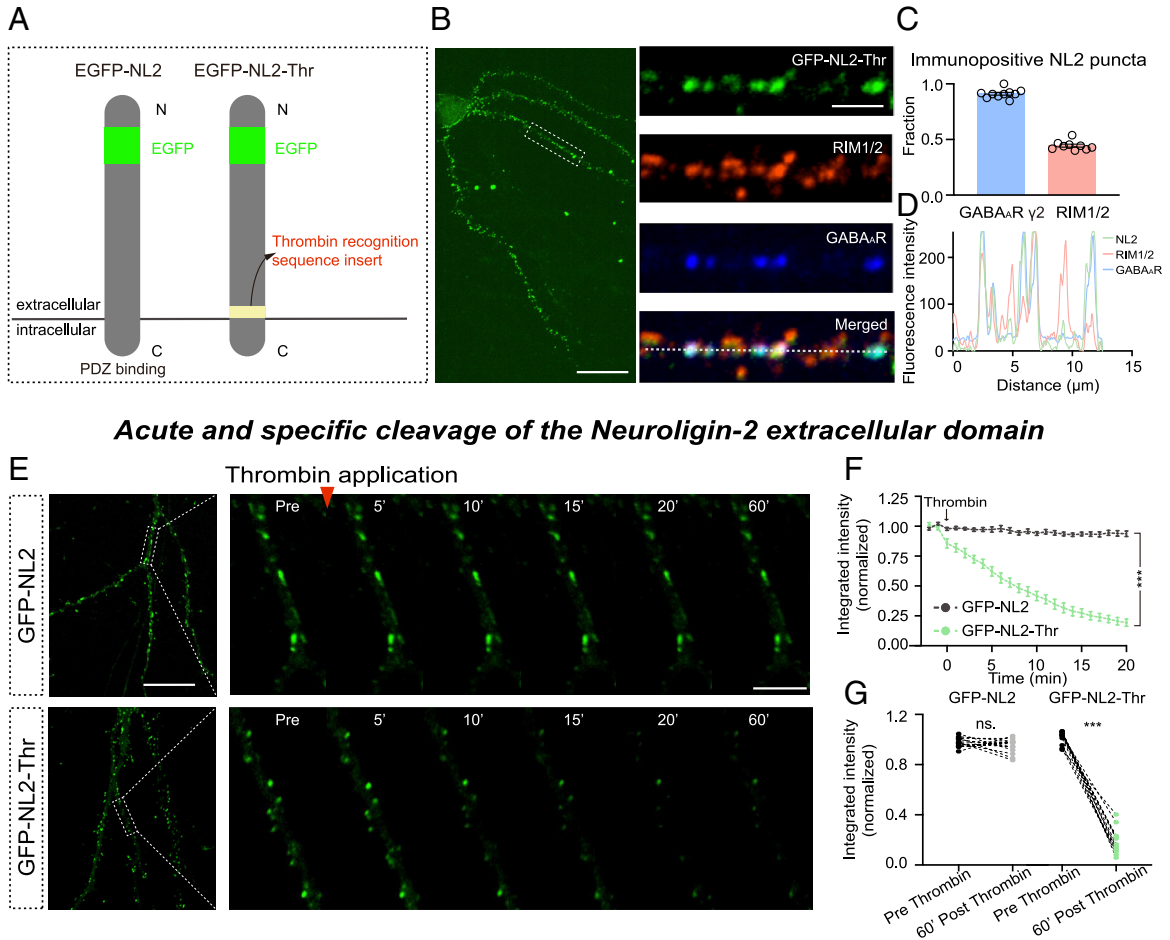 A
EGFP-NL2
EGFP-NL2-Thr
N
N
EGFP
EGFP
Thrombin recognition
sequence insert
extracellular
intracellular
C
C
PDZ binding
B
GFP-NL2-Thr
RIM1/2
GABAAR
Merged
C
Immunopositive NL2 puncta
Fraction
1.0
0.5
1.0
GABAAR γ2
RIM1/2
D
Fluorescence intensity
200
100
0
NL2
RIM1/2
GABAAR
0
5
10
15
Distance (μm)
Acute and specific cleavage of the Neuroligin-2 extracellular domain
E
Thrombin application
GFP-NL2
Pre
5'
10'
15'
20'
60'
GFP-NL2-Thr
Pre
5'
10'
15'
20'
60'
F
Integrated intensity
(normalized)
1.25
1.00
0.75
0.50
0.25
1.00
Thrombin
***
GFP-NL2
GFP-NL2-Thr
0
5
10
15
20
Time (min)
G
GFP-NL2
GFP-NL2-Thr
Integrated intensity
(normalized)
1.2
0.8
0.4
0.0
ns.
***
Pre Thrombin
60' Post Thrombin
Pre Thrombin
60' Post Thrombin